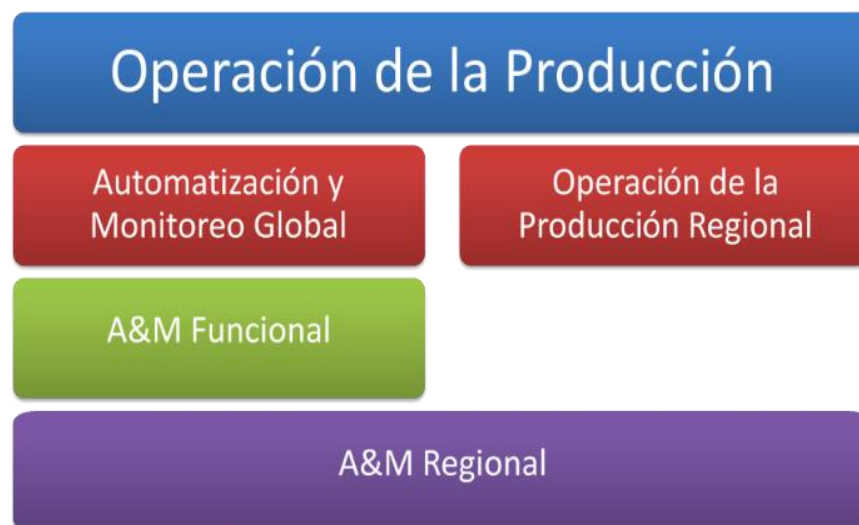 Operación de la Producción
Automatización y
Monitoreo Global
Operación de la
Producción Regional
A&M Funcional
A&M Regional